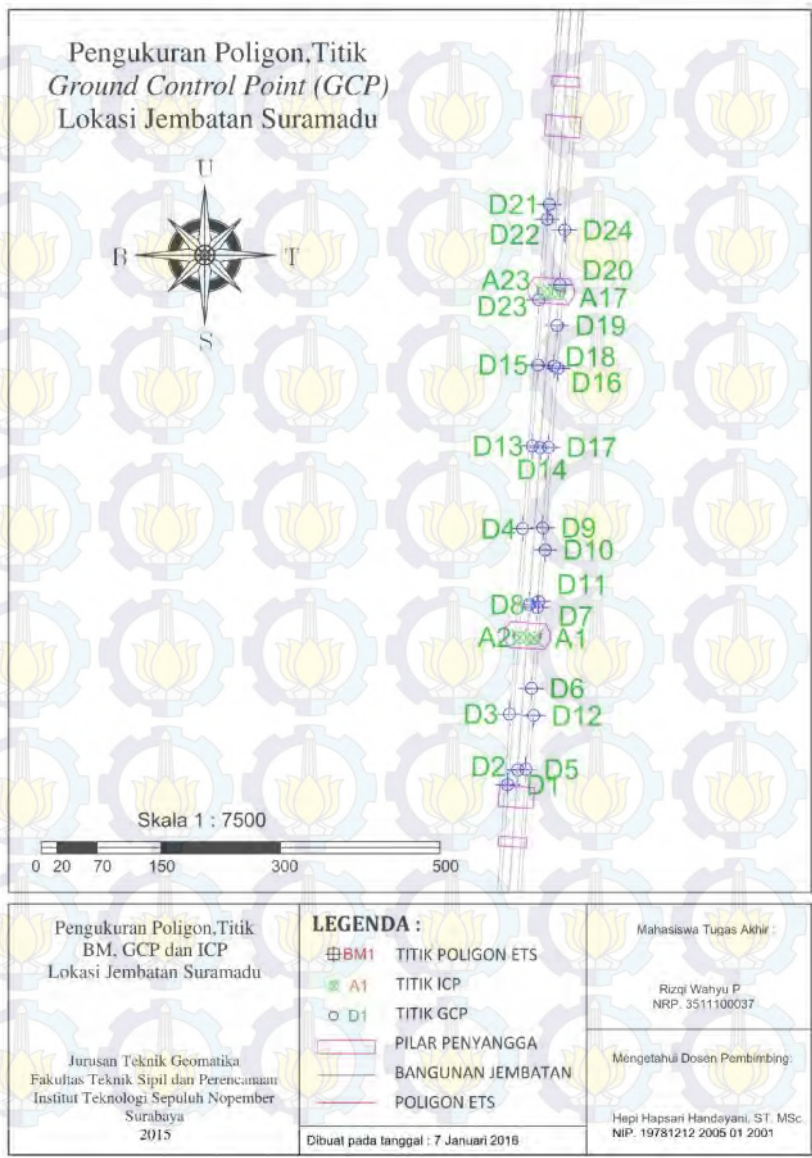 Pengukuran Poligon,Titik
Ground Control Point (GCP)
Lokasi Jembatan Suramadu
U
B
T
S
D21
D22
D24
D20
A23
A17
D23
D19
D15
D18
D16
D13
D17
D14
D4
D9
D10
D11
D8
D7
A2
A1
D6
D3
D12
D2
D5
D1
Skala 1 : 7500
0 20 70 150 300 500
Pengukuran Poligon,Titik
BM, GCP dan ICP
Lokasi Jembatan Suramadu
Jurusan Teknik Geomatika
Fakultas Teknik Sipil dan Perencanaan
Institut Teknologi Sepuluh Nopember
Surabaya
2015
LEGENDA :
BM1 TITIK POLIGON ETS
A1 TITIK ICP
D1 TITIK GCP
PILAR PENYANGGA
BANGUNAN JEMBATAN
POLIGON ETS
Dibuat pada tanggal : 7 Januari 2016
Mahasiswa Tugas Akhir :
Rizqi Wahyu P
NRP. 3511100037
Mengetahui Dosen Pembimbing:
Hepi Hapsari Handayani, ST. MSc
NIP. 19781212 2005 01 2001